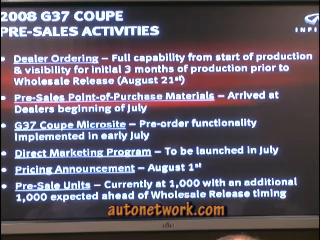 2008 G37 COUPE
PRE-SALES ACTIVITIES
INFI
• Dealer Ordering – Full capability from start of production
& visibility for initial 3 months of production prior to
Wholesale Release (August 21st)
• Pre-Sales Point-of-Purchase Materials – Arrived at
Dealers beginning of July
• G37 Coupe Microsite – Pre-order functionality
implemented in early July
• Direct Marketing Program – To be launched in July
• Pricing Announcement – August 1st
• Pre-Sale Units – Currently at 1,000 with an additional
1,000 expected ahead of Wholesale Release timing
autonetwork.com